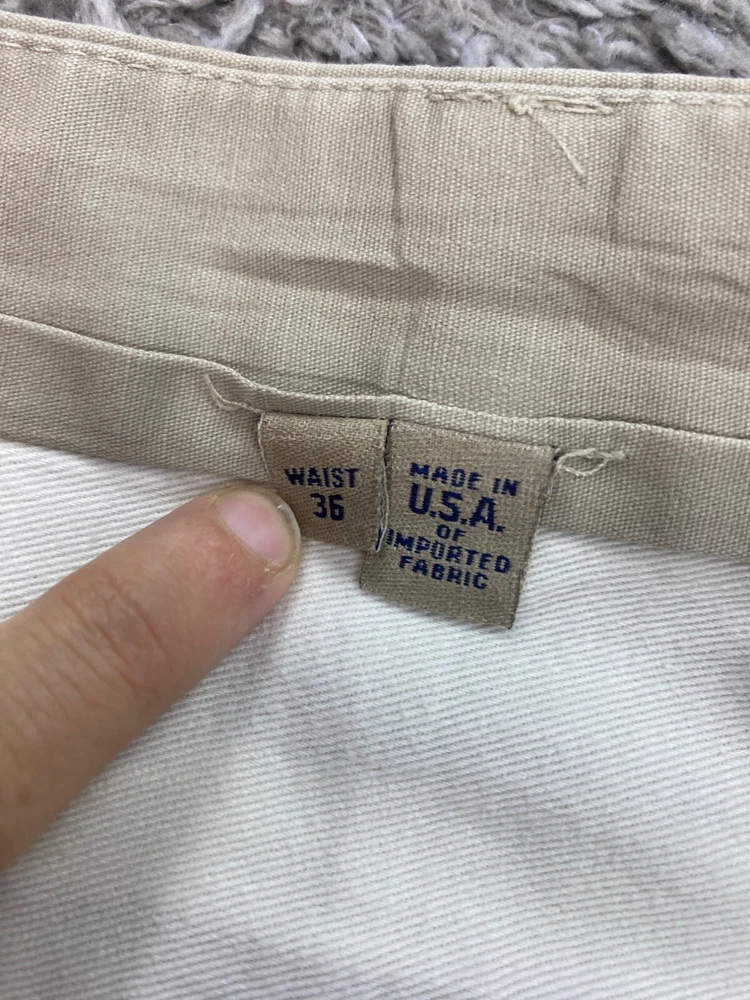 WAIST
36
MADE IN
U.S.A.
OF
IMPORTED
FABRIC